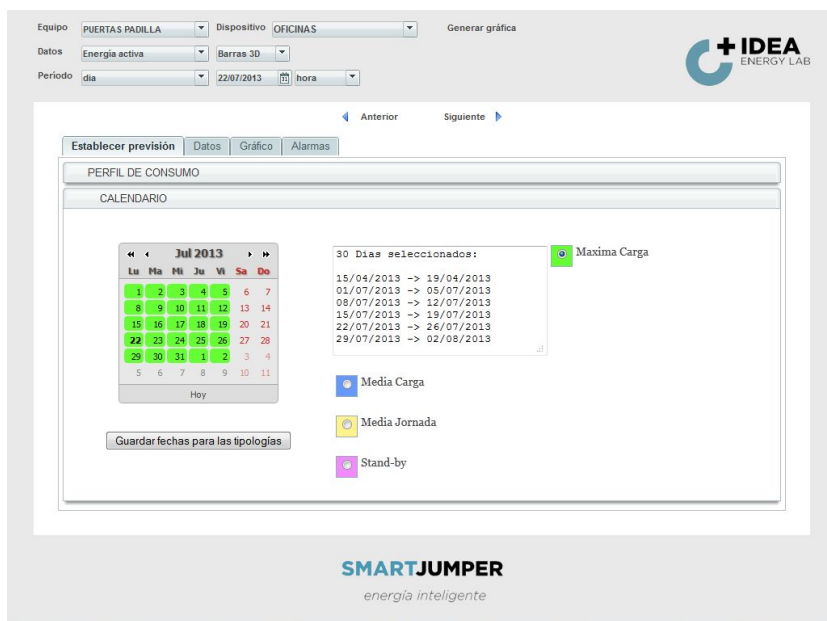 Equipo PUERTAS PADILLA Dispositivo OFICINAS Generar gráfica
Datos Energía activa Barras 3D
Período dia 22/07/2013 31 hora
+IDEA
ENERGY LAB
Anterior Siguiente
Establecer previsión Datos Gráfico Alarmas
PERFIL DE CONSUMO
CALENDARIO
Jul 2013
Lu Ma Mi Ju Vi Sa Do
1 2 3 4 5 6 7
8 9 10 11 12 13 14
15 16 17 18 19 20 21
22 23 24 25 26 27 28
29 30 31 1 2 3 4
5 6 7 8 9 10 11
Hoy
Guardar fechas para las tipologías
30 Dias seleccionados:
15/04/2013 -> 19/04/2013
01/07/2013 -> 05/07/2013
08/07/2013 -> 12/07/2013
15/07/2013 -> 19/07/2013
22/07/2013 -> 26/07/2013
29/07/2013 -> 02/08/2013
Maxima Carga
Media Carga
Media Jornada
Stand-by
SMARTJUMPER
energía inteligente